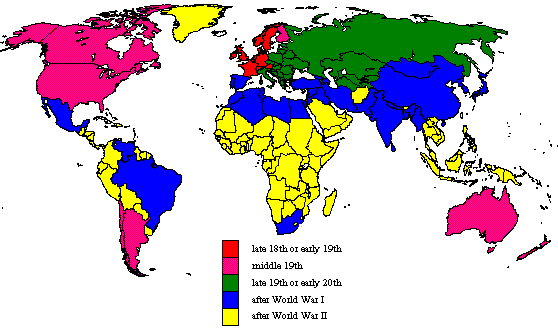 late 18th or early 19th
middle 19th
late 19th or early 20th
after World War I
after World War II